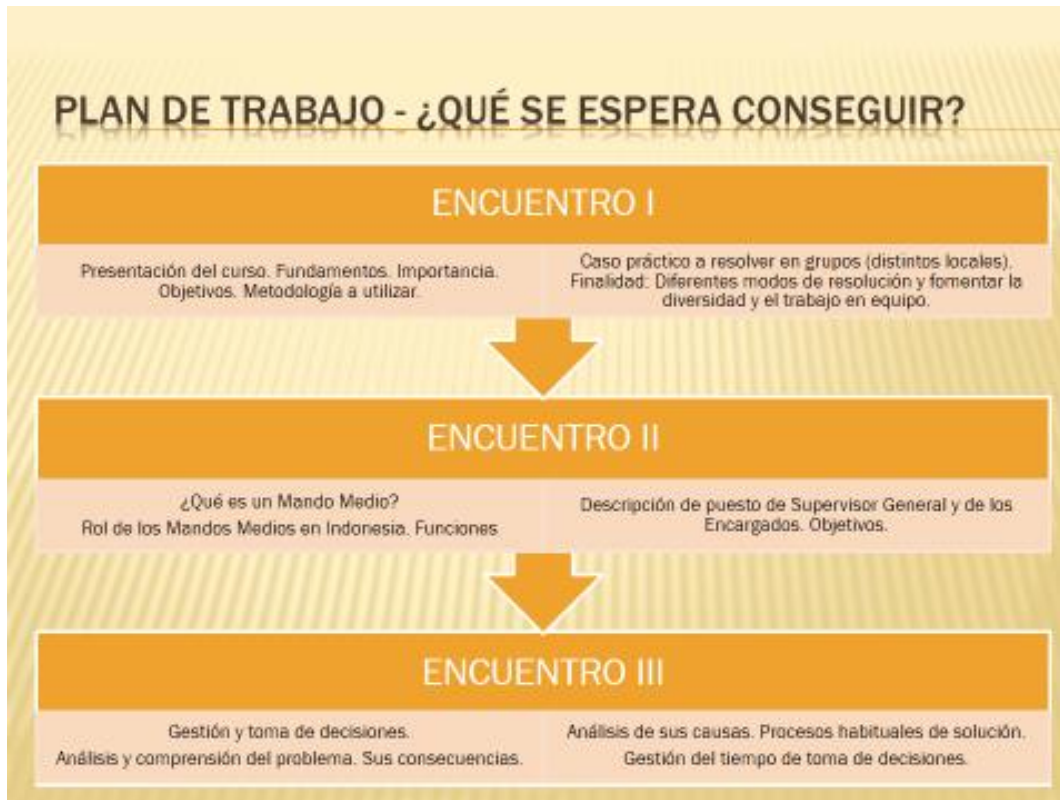 PLAN DE TRABAJO - ¿QUÉ SE ESPERA CONSEGUIR?
ENCUENTRO I
Presentación del curso. Fundamentos. Importancia.
Objetivos. Metodología a utilizar.
Caso práctico a resolver en grupos (distintos locales).
Finalidad: Diferentes modos de resolución y fomentar la
diversidad y el trabajo en equipo.
ENCUENTRO II
¿Qué es un Mando Medio?
Rol de los Mandos Medios en Indonesia. Funciones
Descripción de puesto de Supervisor General y de los
Encargados. Objetivos.
ENCUENTRO III
Gestión y toma de decisiones.
Análisis y comprensión del problema. Sus consecuencias.
Análisis de sus causas. Procesos habituales de solución.
Gestión del tiempo de toma de decisiones.